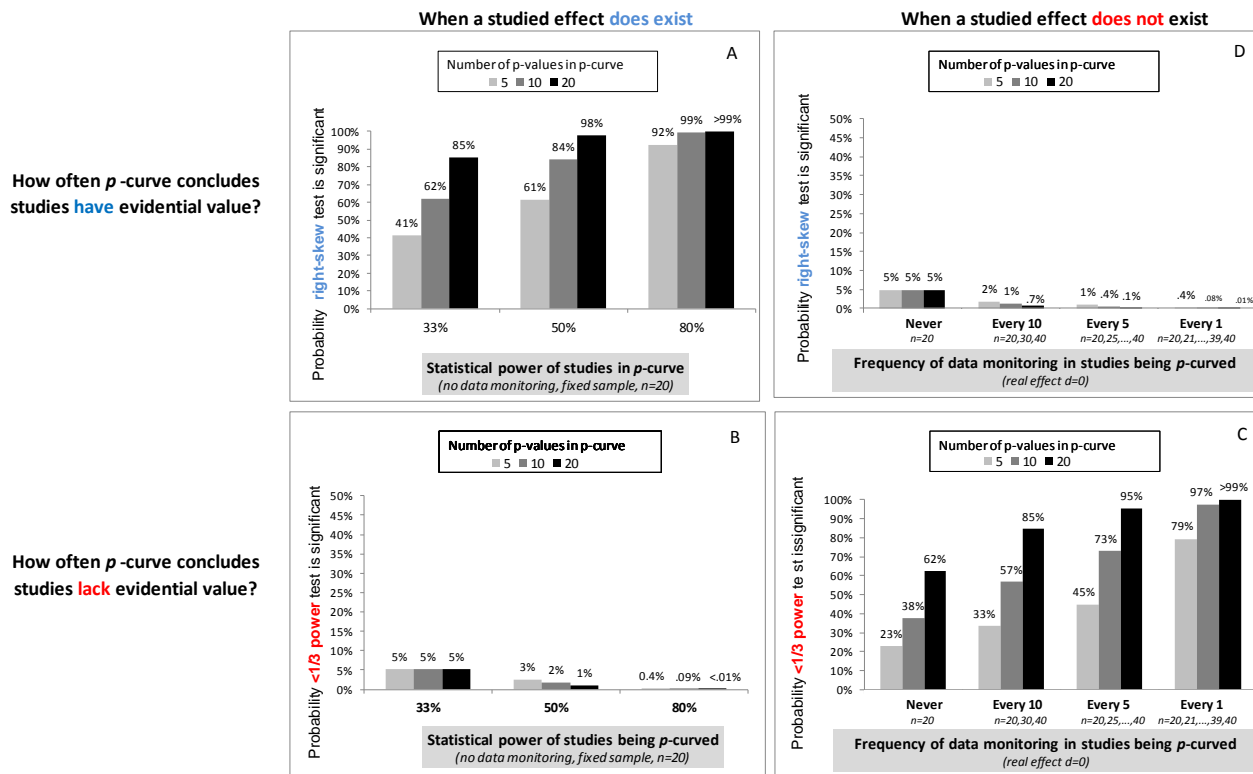 When a studied effect does exist
When a studied effect does not exist
How often p -curve concludes
studies have evidential value?
A
Number of p-values in p-curve
5 10 20
Probability right-skew test is significant
100%
90%
80%
70%
60%
50%
40%
30%
20%
10%
0%
41% 62% 85%
61% 84% 98%
92% 99% >99%
33% 50% 80%
Statistical power of studies in p-curve
(no data monitoring, fixed sample, n=20)
D
Number of p-values in p-curve
5 10 20
Probability right-skew test is significant
50%
45%
40%
35%
30%
25%
20%
15%
10%
5%
0%
5% 5% 5%
2% 1% .7%
1% .4% .1%
.4% .08% .01%
Never Every 10 Every 5 Every 1
n=20 n=20,30,40 n=20,25,...,40 n=20,21,...,39,40
Frequency of data monitoring in studies being p-curved
(real effect d=0)
How often p -curve concludes
studies lack evidential value?
B
Number of p-values in p-curve
5 10 20
Probability <1/3 power test is significant
50%
45%
40%
35%
30%
25%
20%
15%
10%
5%
0%
5% 5% 5%
3% 2% 1%
0.4% .09% <.01%
33% 50% 80%
Statistical power of studies being p-curved
(no data monitoring, fixed sample, n=20)
C
Number of p-values in p-curve
5 10 20
Probability <1/3 power te st issignificant
100%
90%
80%
70%
60%
50%
40%
30%
20%
10%
0%
23% 38% 62%
33% 57% 85%
45% 73% 95%
79% 97% >99%
Never Every 10 Every 5 Every 1
n=20 n=20,30,40 n=20,25,...,40 n=20,21,...,39,40
Frequency of data monitoring in studies being p-curved
(real effect d=0)